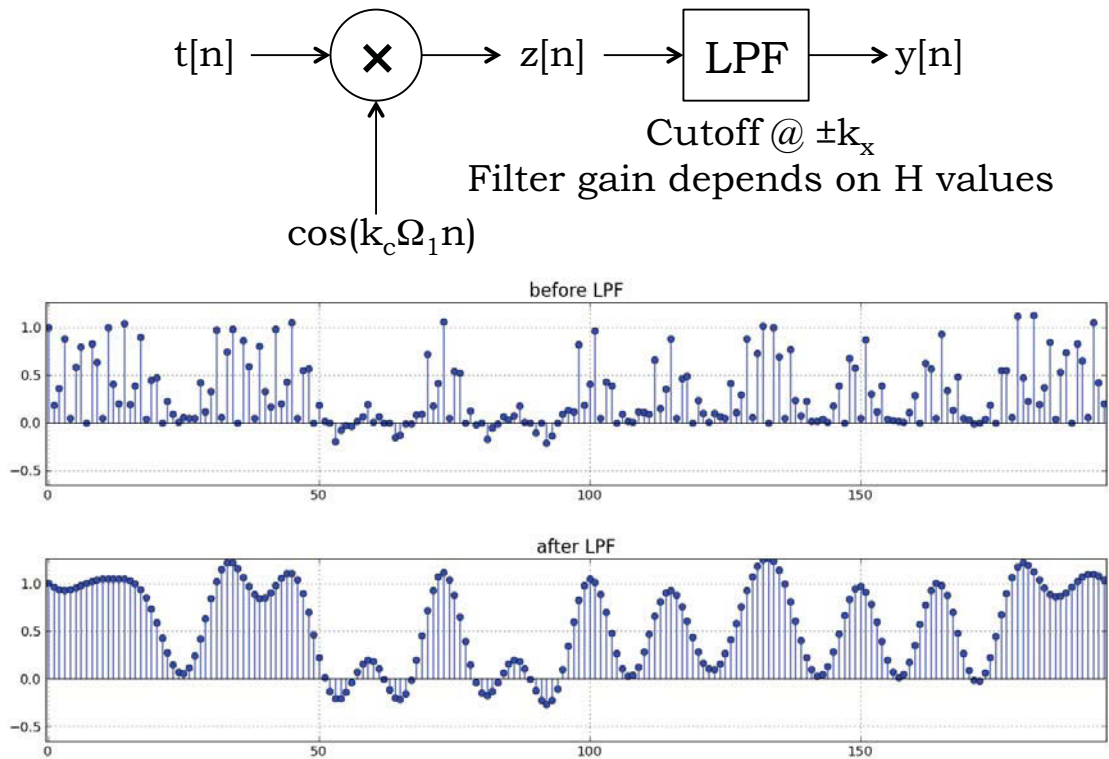 t[n] × z[n] LPF y[n]
Cutoff @ ±kₓ
Filter gain depends on H values
cos(k_cΩ₁n)
before LPF
1.0
0.5
0.0
−0.5
0 50 100 150
after LPF
1.0
0.5
0.0
−0.5
0 50 100 150